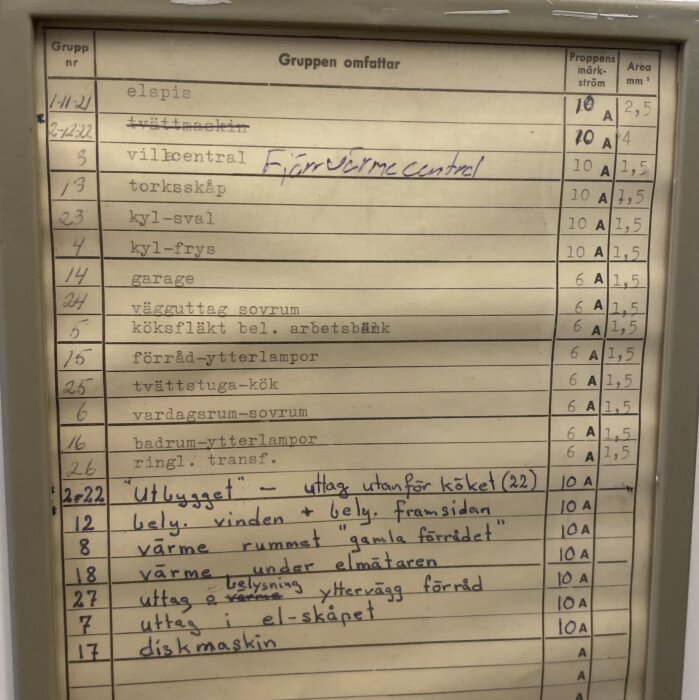 Grupp nr Gruppen omfattar Proppens märk-ström Area mm²
1-11-21 elspis 10 A 2,5
2-12-22 tvättmaskin 10 A 4
3 villacentral Fjärrvärmecentral 10 A 1,5
13 torksskåp 10 A 1,5
23 kyl-sval 10 A 1,5
4 kyl-frys 10 A 1,5
14 garage 6 A 1,5
24 vägguttag sovrum 6 A 1,5
5 köksfläkt bel. arbetsbänk 6 A 1,5
15 förråd-ytterlampor 6 A 1,5
25 tvättstuga-kök 6 A 1,5
6 vardagsrum-sovrum 6 A 1,5
16 badrum-ytterlampor 6 A 1,5
26 ringl. transf. 6 A 1,5
2-22 "Utbygget" - uttag utanför köket (22) 10 A "
12 bely. vinden + bely. framsidan 10 A
8 värme rummet "gamla förrådet" 10 A
18 värme under elmätaren 10 A
27 uttag o värme belysning yttervägg förråd 10 A
7 uttag i el-skåpet 10 A
17 diskmaskin 10 A
A
A
A